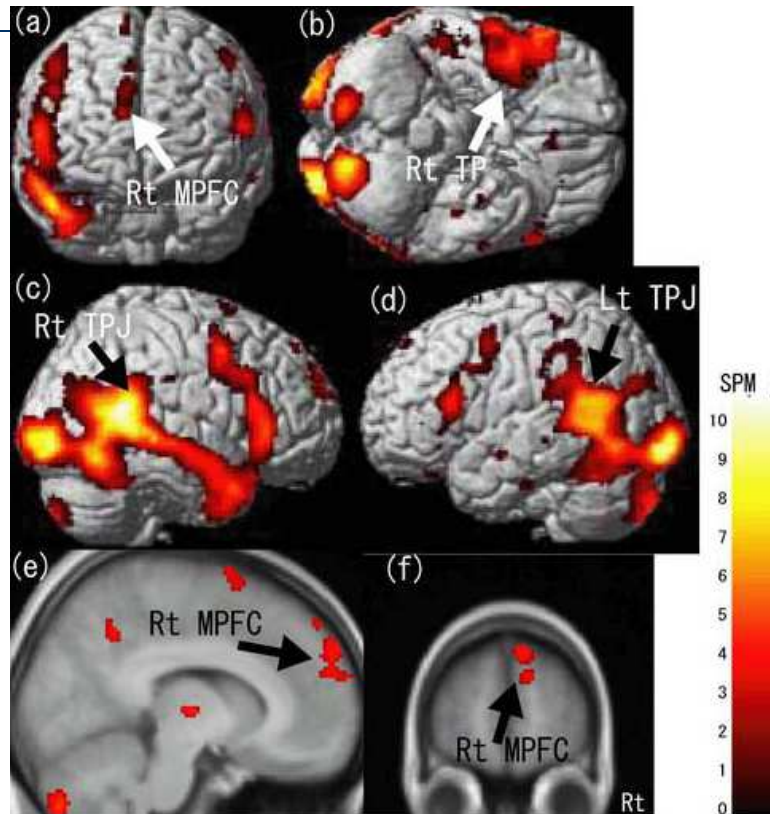 (a)
Rt MPFC
(b)
Rt TP
(c)
Rt TPJ
(d)
Lt TPJ
SPM
10
9
8
7
6
5
4
3
2
1
0
(e)
Rt MPFC
(f)
Rt MPFC
Rt